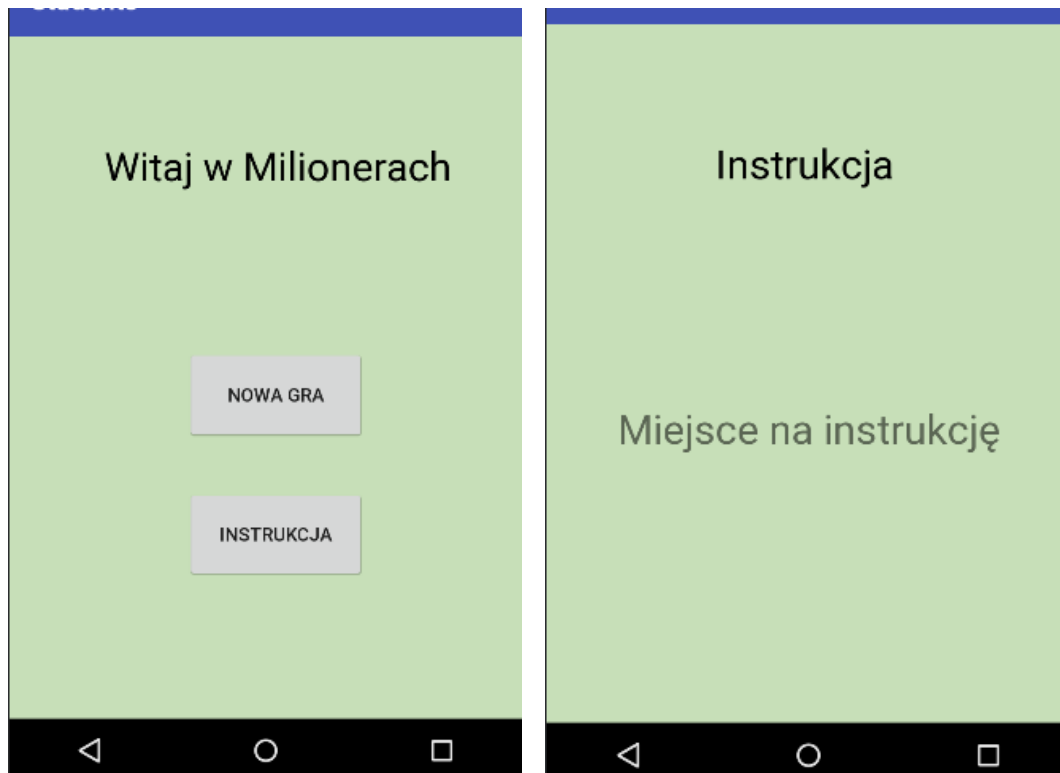 Witaj w Milionerach
NOWA GRA
INSTRUKCJA
Instrukcja
Miejsce na instrukcję